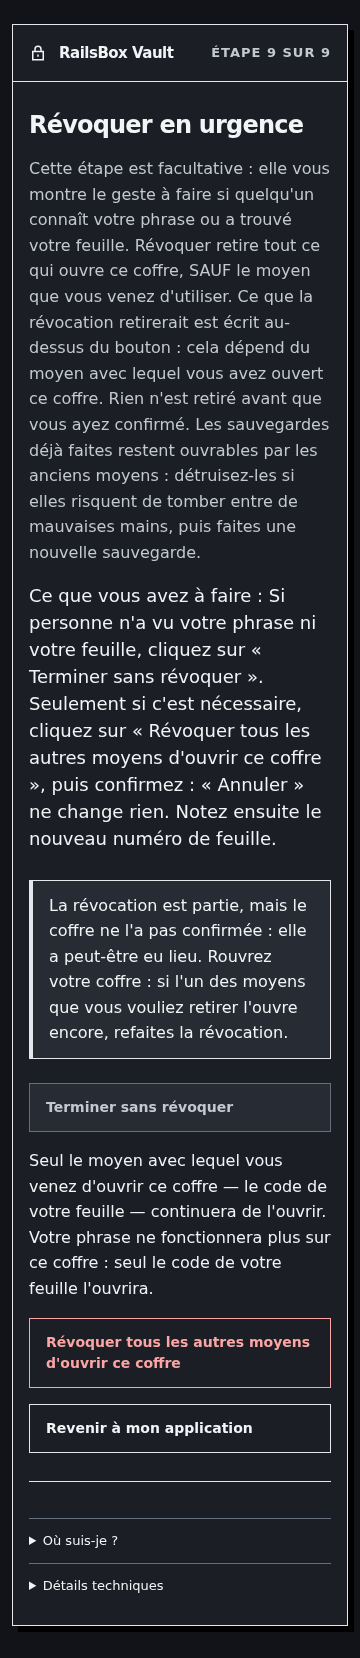 RailsBox Vault
ÉTAPE 9 SUR 9
Révoquer en urgence
Cette étape est facultative : elle vous
montre le geste à faire si quelqu'un
connaît votre phrase ou a trouvé
votre feuille. Révoquer retire tout ce
qui ouvre ce coffre, SAUF le moyen
que vous venez d'utiliser. Ce que la
révocation retirerait est écrit au-
dessus du bouton : cela dépend du
moyen avec lequel vous avez ouvert
ce coffre. Rien n'est retiré avant que
vous ayez confirmé. Les sauvegardes
déjà faites restent ouvrables par les
anciens moyens : détruisez-les si
elles risquent de tomber entre de
mauvaises mains, puis faites une
nouvelle sauvegarde.
Ce que vous avez à faire : Si
personne n'a vu votre phrase ni
votre feuille, cliquez sur «
Terminer sans révoquer ».
Seulement si c'est nécessaire,
cliquez sur « Révoquer tous les
autres moyens d'ouvrir ce coffre
», puis confirmez : « Annuler »
ne change rien. Notez ensuite le
nouveau numéro de feuille.
La révocation est partie, mais le
coffre ne l'a pas confirmée : elle
a peut-être eu lieu. Rouvrez
votre coffre : si l'un des moyens
que vous vouliez retirer l'ouvre
encore, refaites la révocation.
Terminer sans révoquer
Seul le moyen avec lequel vous
venez d'ouvrir ce coffre — le code de
votre feuille — continuera de l'ouvrir.
Votre phrase ne fonctionnera plus sur
ce coffre : seul le code de votre
feuille l'ouvrira.
Révoquer tous les autres moyens
d'ouvrir ce coffre
Revenir à mon application
Où suis-je ?
Détails techniques